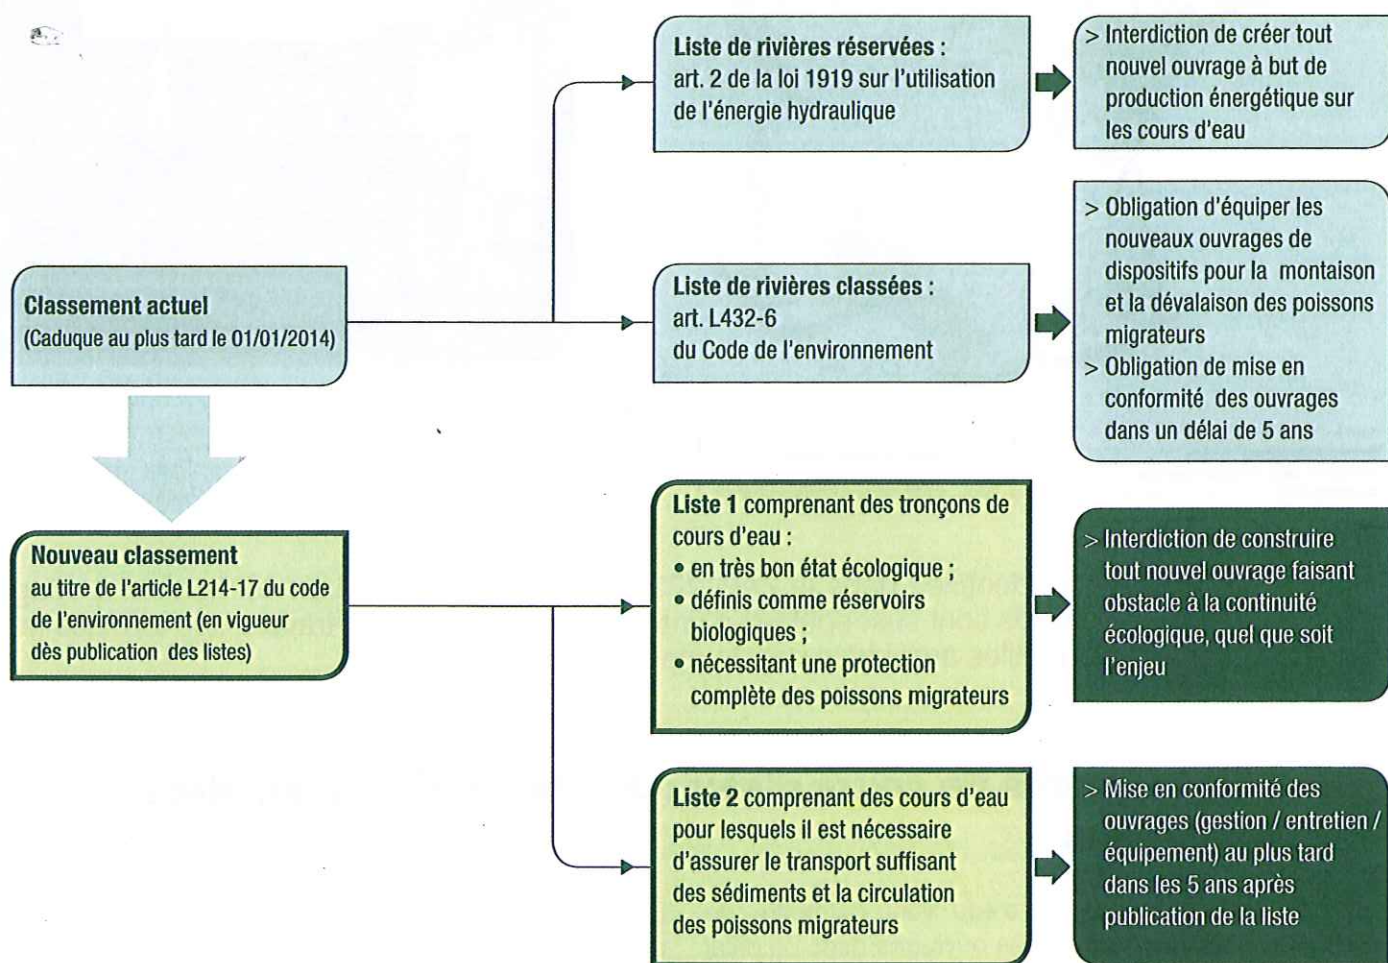 Liste de rivières réservées :
art. 2 de la loi 1919 sur l'utilisation
de l'énergie hydraulique
> Interdiction de créer tout
nouvel ouvrage à but de
production énergétique sur
les cours d'eau
Classement actuel
(Caduque au plus tard le 01/01/2014)
Liste de rivières classées :
art. L432-6
du Code de l'environnement
> Obligation d'équiper les
nouveaux ouvrages de
dispositifs pour la montaison
et la dévalaison des poissons
migrateurs
> Obligation de mise en
conformité des ouvrages
dans un délai de 5 ans
Nouveau classement
au titre de l'article L214-17 du code
de l'environnement (en vigueur
dès publication des listes)
Liste 1 comprenant des tronçons de
cours d'eau :
• en très bon état écologique ;
• définis comme réservoirs
biologiques ;
• nécessitant une protection
complète des poissons migrateurs
> Interdiction de construire
tout nouvel ouvrage faisant
obstacle à la continuité
écologique, quel que soit
l'enjeu
Liste 2 comprenant des cours d'eau
pour lesquels il est nécessaire
d'assurer le transport suffisant
des sédiments et la circulation
des poissons migrateurs
> Mise en conformité des
ouvrages (gestion / entretien /
équipement) au plus tard
dans les 5 ans après
publication de la liste